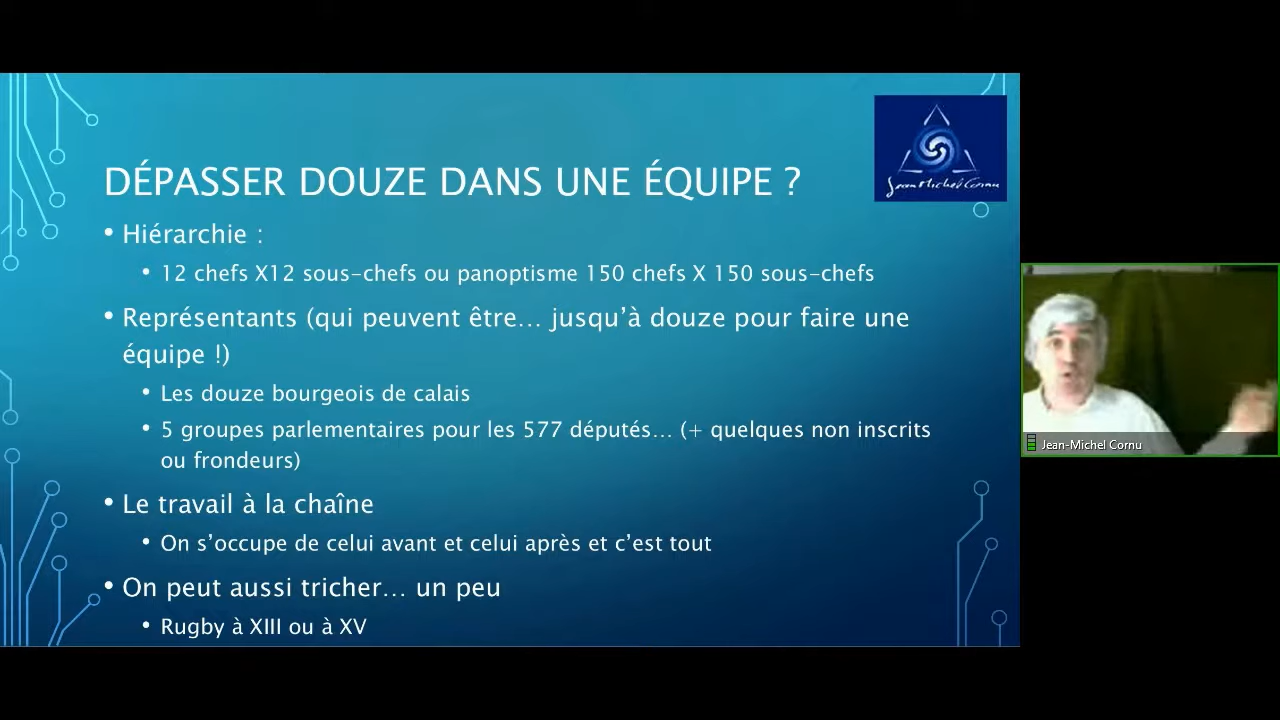 Jean Michel Cornu
DÉPASSER DOUZE DANS UNE ÉQUIPE ?
• Hiérarchie :
• 12 chefs X12 sous-chefs ou panoptisme 150 chefs X 150 sous-chefs
• Représentants (qui peuvent être... jusqu'à douze pour faire une
équipe !)
• Les douze bourgeois de calais
• 5 groupes parlementaires pour les 577 députés... (+ quelques non inscrits
ou frondeurs)
• Le travail à la chaîne
• On s'occupe de celui avant et celui après et c'est tout
• On peut aussi tricher... un peu
• Rugby à XIII ou à XV
Jean-Michel Cornu